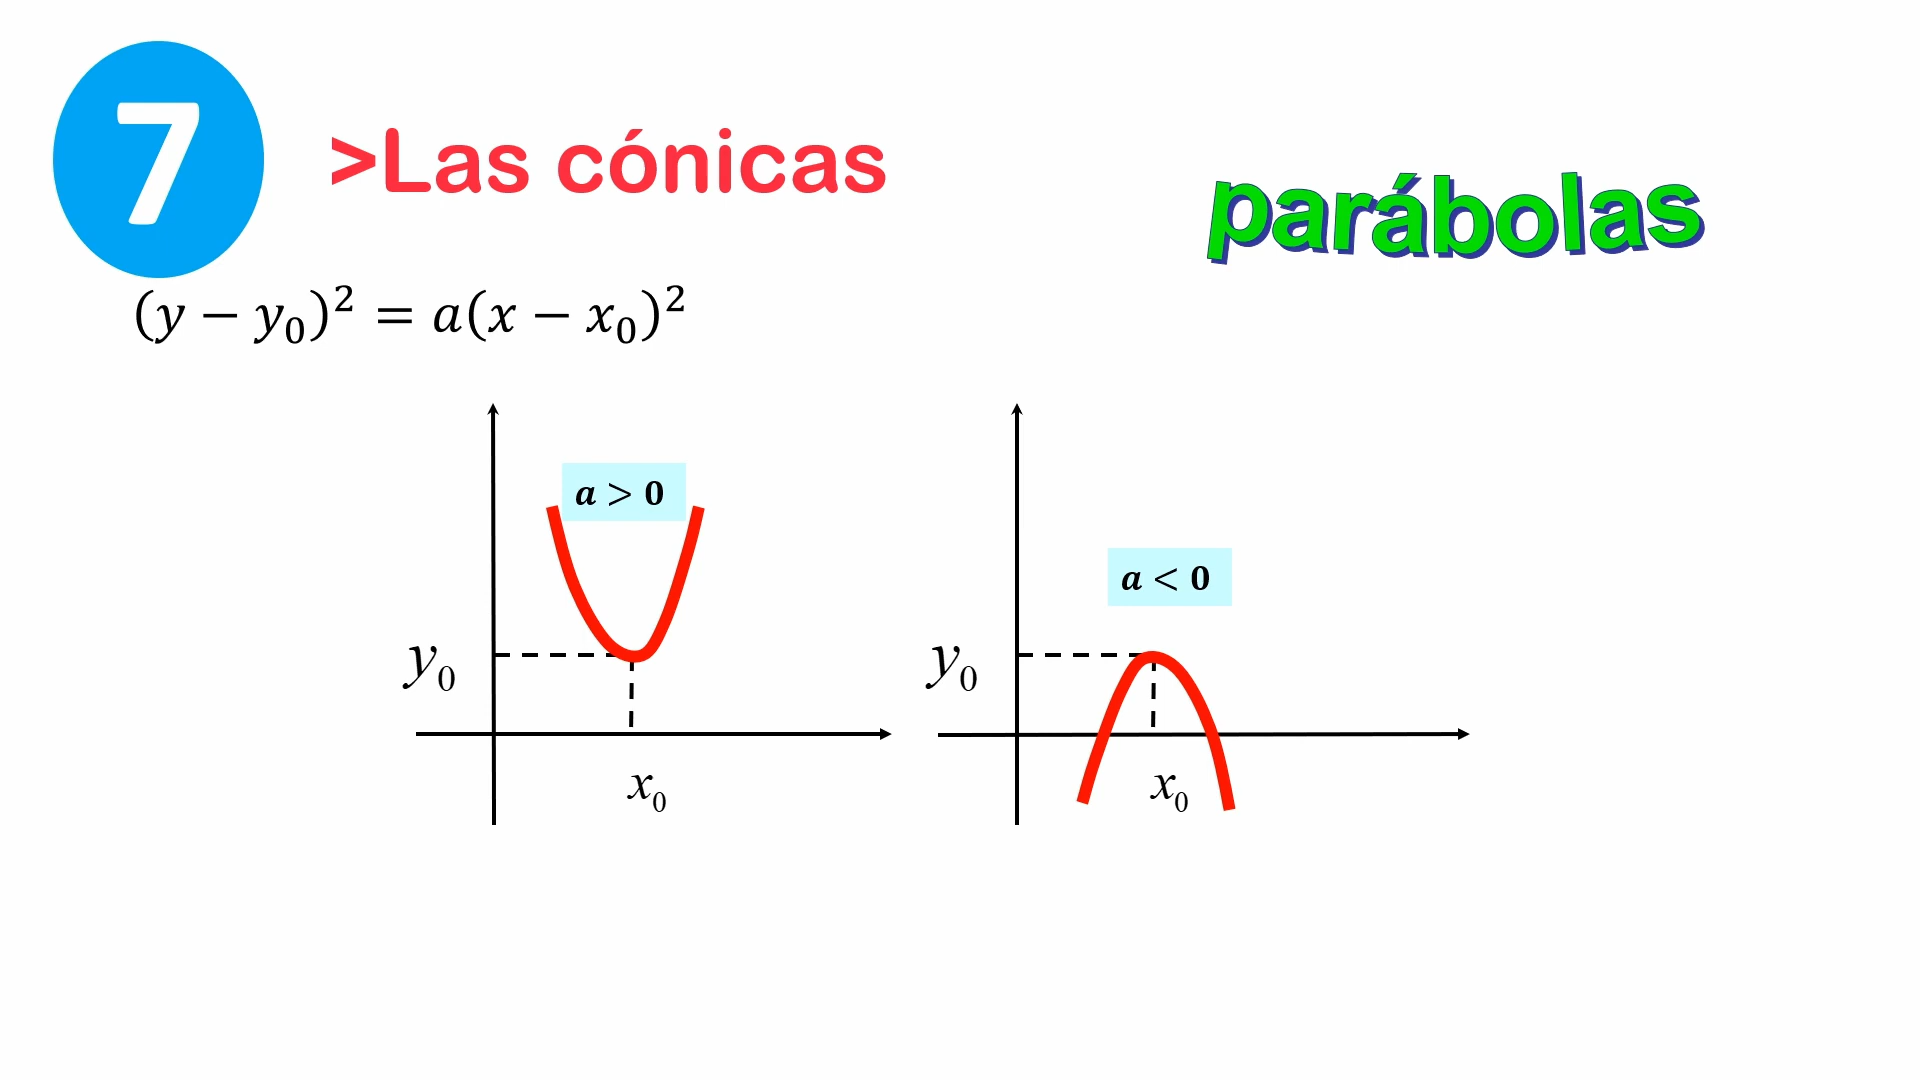 7
>Las cónicas
parábolas
(y − y₀)² = a(x − x₀)²
a > 0
a < 0
y₀
y₀
x₀
x₀